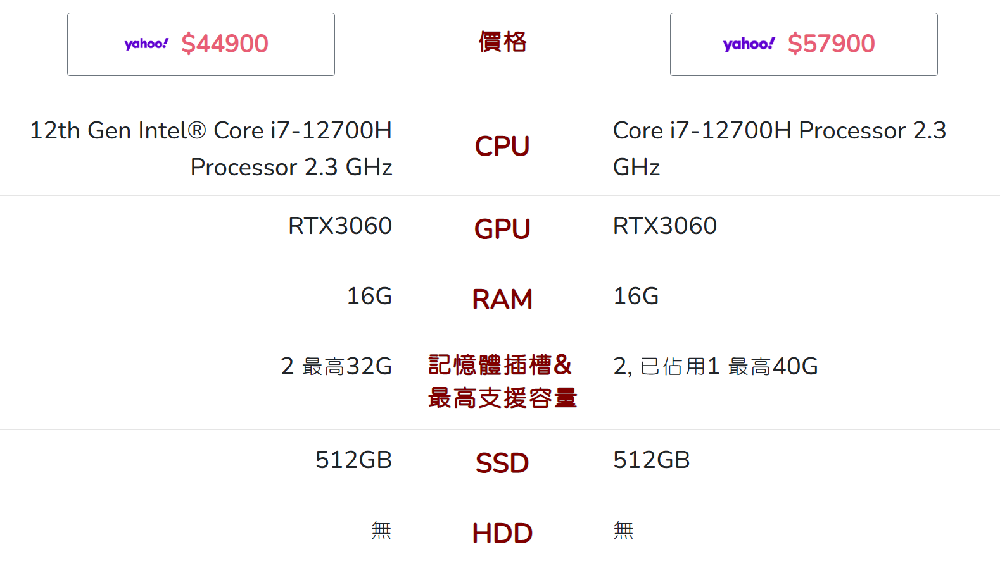 yahoo! $44900 價格 yahoo! $57900
12th Gen Intel® Core i7-12700H
Processor 2.3 GHz
CPU
Core i7-12700H Processor 2.3
GHz
RTX3060 GPU RTX3060
16G RAM 16G
2 最高32G
記憶體插槽&
最高支援容量
2, 已佔用1 最高40G
512GB SSD 512GB
無 HDD 無